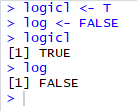 > logicl <- T
> log <- FALSE
> logicl
[1] TRUE
> log
[1] FALSE
>